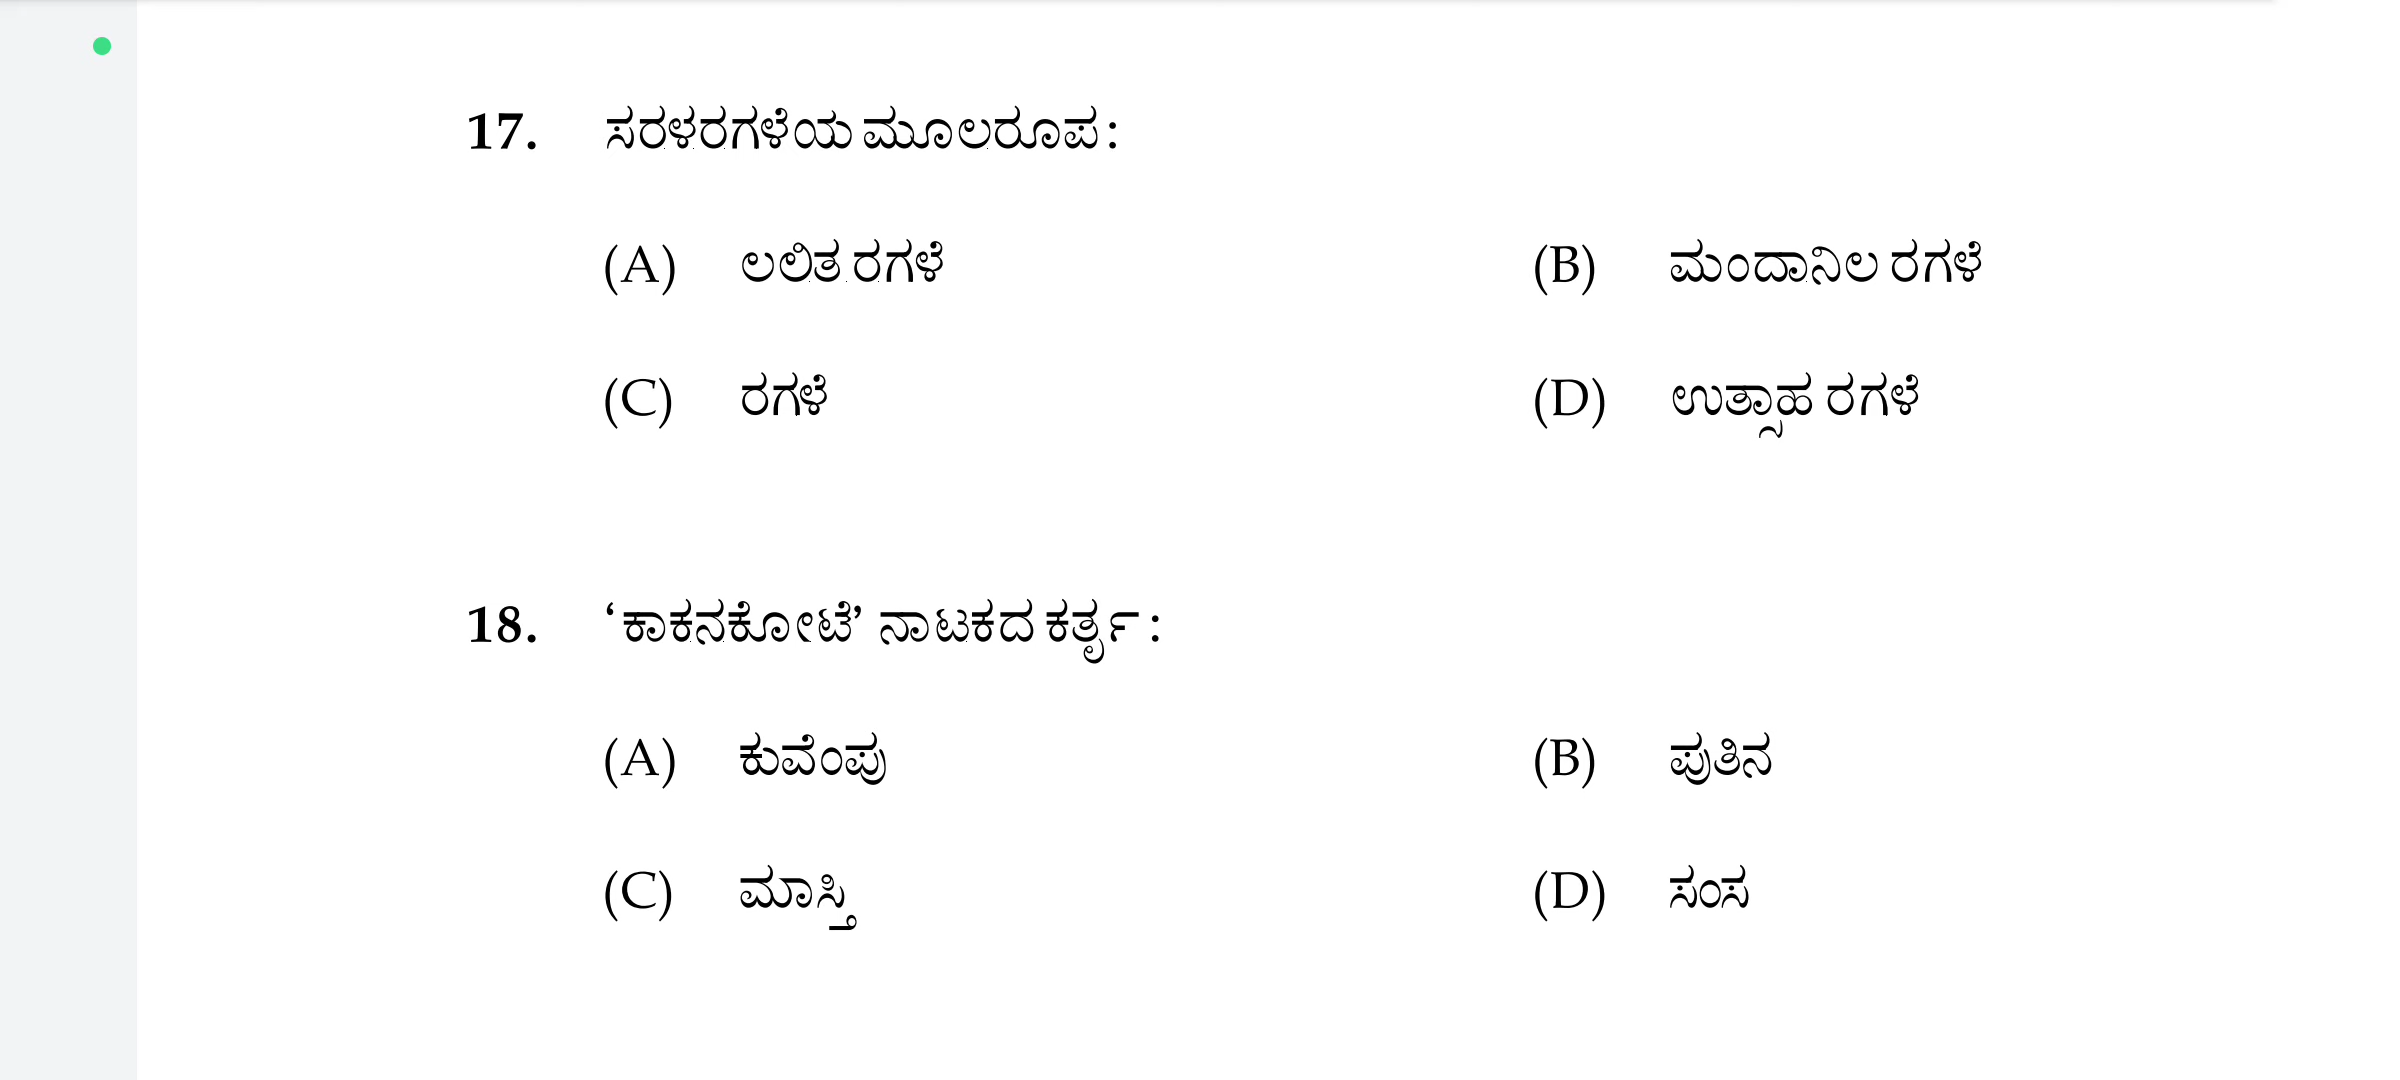 17. ಸರಳರಗಳೆಯ ಮೂಲರೂಪ :
(A) ಲಲಿತ ರಗಳೆ (B) ಮಂದಾನಿಲ ರಗಳೆ
(C) ರಗಳೆ (D) ಉತ್ಸಾಹ ರಗಳೆ
18. ‘ಕಾಕನಕೋಟೆ’ ನಾಟಕದ ಕರ್ತೃ :
(A) ಕುವೆಂಪು (B) ಪುತಿನ
(C) ಮಾಸ್ತಿ (D) ಸಂಸ